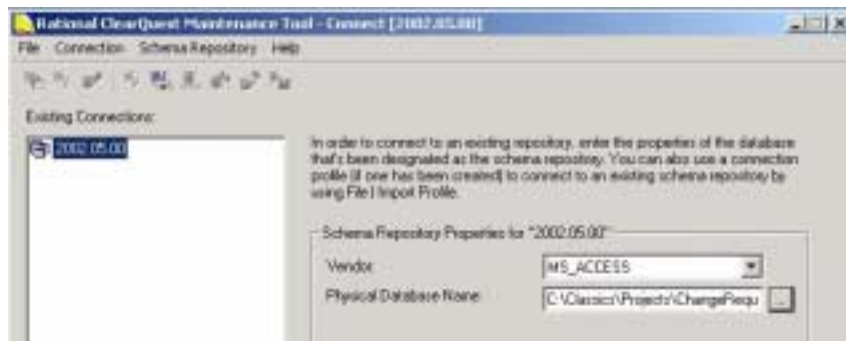 Rational ClearQuest Maintenance Tool - Connect [2002.05.00]
File Connection Schema Repository Help
Existing Connections:
2002.05.00
In order to connect to an existing repository, enter the properties of the database
that's been designated as the schema repository. You can also use a connection
profile (if one has been created) to connect to an existing schema repository by
using File | Import Profile.
Schema Repository Properties for "2002.05.00"
Vendor: MS_ACCESS
Physical Database Name: C:\Classics\Projects\ChangeRequ ...